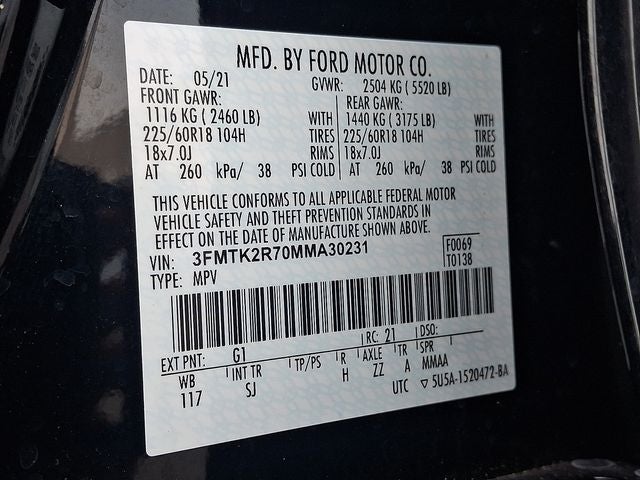 MFD. BY FORD MOTOR CO.
DATE: 05/21 GVWR: 2504 KG ( 5520 LB)
FRONT GAWR: REAR GAWR:
1116 KG ( 2460 LB) WITH 1440 KG ( 3175 LB) WITH
225/60R18 104H TIRES 225/60R18 104H TIRES
18x7.0J RIMS 18x7.0J RIMS
AT 260 kPa/ 38 PSI COLD AT 260 kPa/ 38 PSI COLD
THIS VEHICLE CONFORMS TO ALL APPLICABLE FEDERAL MOTOR
VEHICLE SAFETY AND THEFT PREVENTION STANDARDS IN
EFFECT ON THE DATE OF MANUFACTURE SHOWN ABOVE.
VIN: 3FMTK2R70MMA30231 F0069
TYPE: MPV T0138
EXT PNT: G1 RC: 21 DSO:
WB INT TR TP/PS R AXLE TR SPR
117 SJ H ZZ A MMAA
UTC ▽ 5U5A-1520472-BA